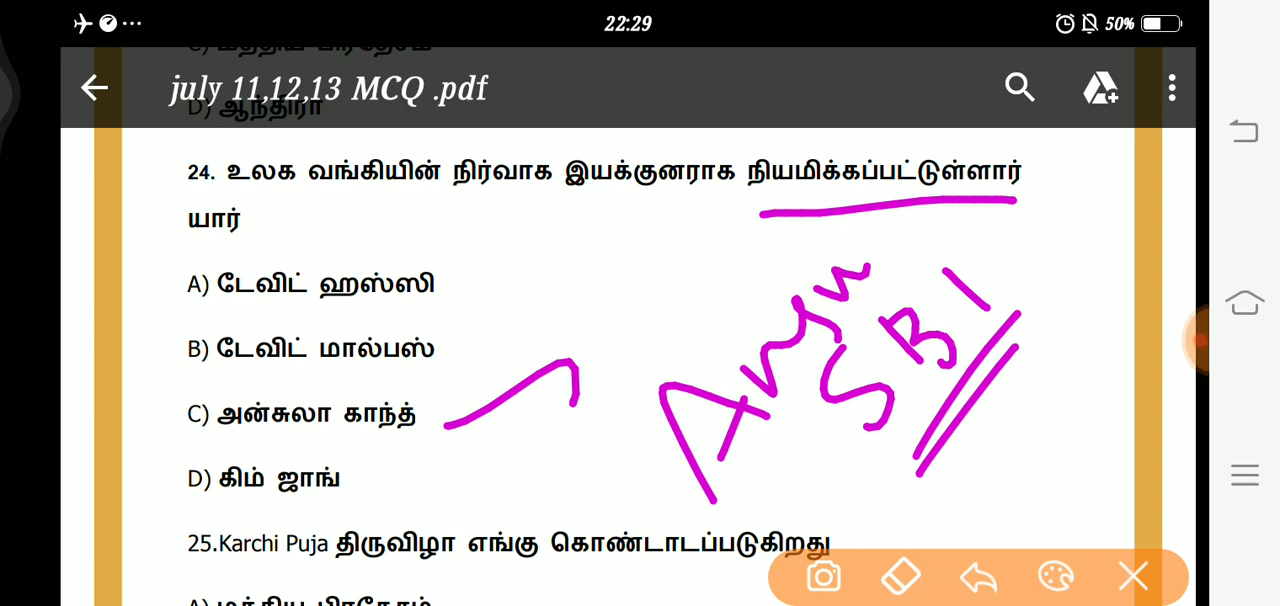 22:29
50%
july 11,12,13 MCQ .pdf
D) ஆந்திரா
24. உலக வங்கியின் நிர்வாக இயக்குனராக நியமிக்கப்பட்டுள்ளார்
யார்
A) டேவிட் ஹஸ்ஸி
B) டேவிட் மால்பஸ்
C) அன்சுலா காந்த்
D) கிம் ஜாங்
25.Karchi Puja திருவிழா எங்கு கொண்டாடப்படுகிறது
SBI